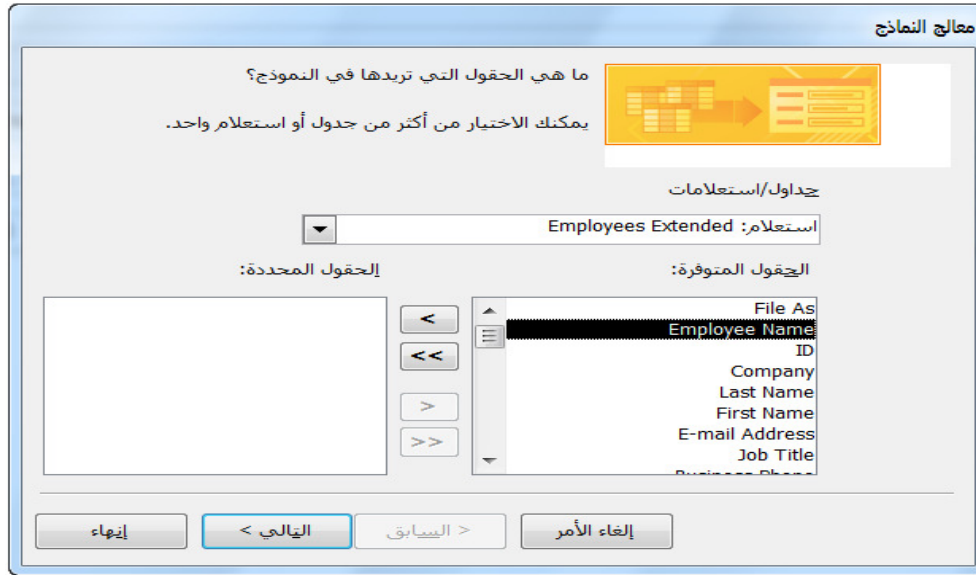 معالج النماذج
ما هي الحقول التي تريدها في النموذج؟
يمكنك الاختيار من أكثر من جدول أو استعلام واحد.
جداول/استعلامات
استعلام: Employees Extended
الحقول المتوفرة:
الحقول المحددة:
File As
Employee Name
ID
Company
Last Name
First Name
E-mail Address
Job Title
Business Phone
<
<<
>
>>
إلغاء الأمر
< السابق
التالي >
إنهاء